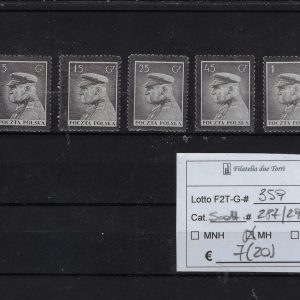 5 Gr.
POCZTA POLSKA
15 Gr.
POCZTA POLSKA
25 Gr.
POCZTA POLSKA
45 Gr.
POCZTA POLSKA
1
POCZTA POLSKA
Filatelia due Torri
Lotto F2T-G-# 359
Cat. Scott # 287/29
MNH MH
€ 7(20)